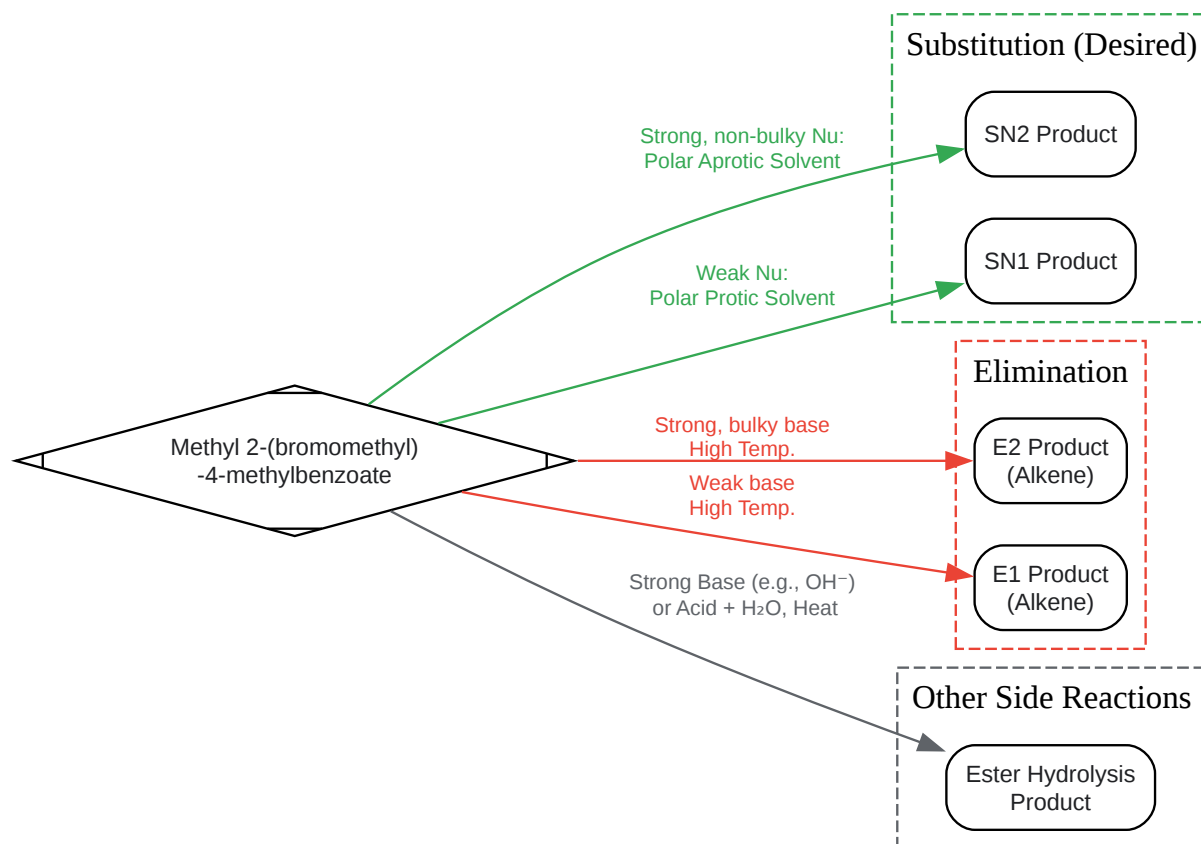 Substitution (Desired)
SN2 Product
Strong, non-bulky Nu:
Polar Aprotic Solvent
SN1 Product
Weak Nu:
Polar Protic Solvent
Elimination
Methyl 2-(bromomethyl)
-4-methylbenzoate
Strong, bulky base
High Temp.
E2 Product
(Alkene)
Weak base
High Temp.
E1 Product
(Alkene)
Strong Base (e.g., OH⁻)
or Acid + H₂O, Heat
Other Side Reactions
Ester Hydrolysis
Product